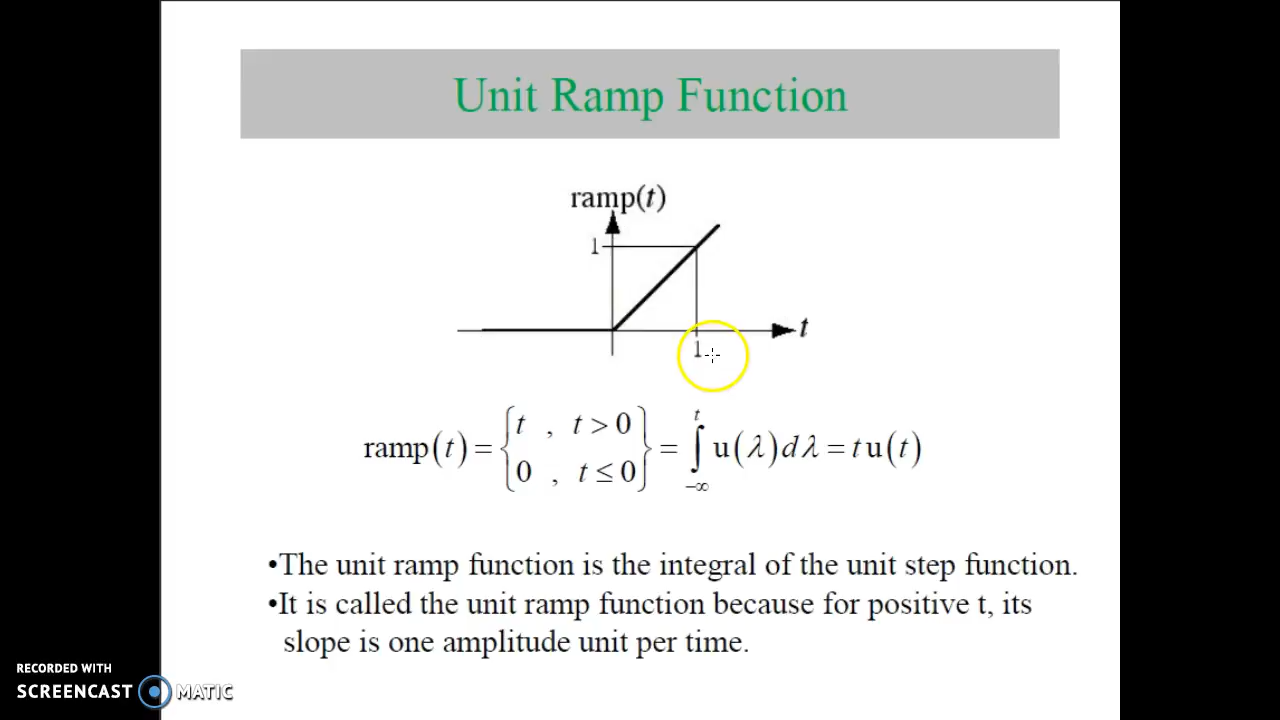 Unit Ramp Function
ramp(t)
1
t
1
ramp(t) = { t , t > 0
0 , t ≤ 0 } = ∫_{-∞}^{t} u(λ) dλ = t u(t)
•The unit ramp function is the integral of the unit step function.
•It is called the unit ramp function because for positive t, its
slope is one amplitude unit per time.
RECORDED WITH
SCREENCAST MATIC